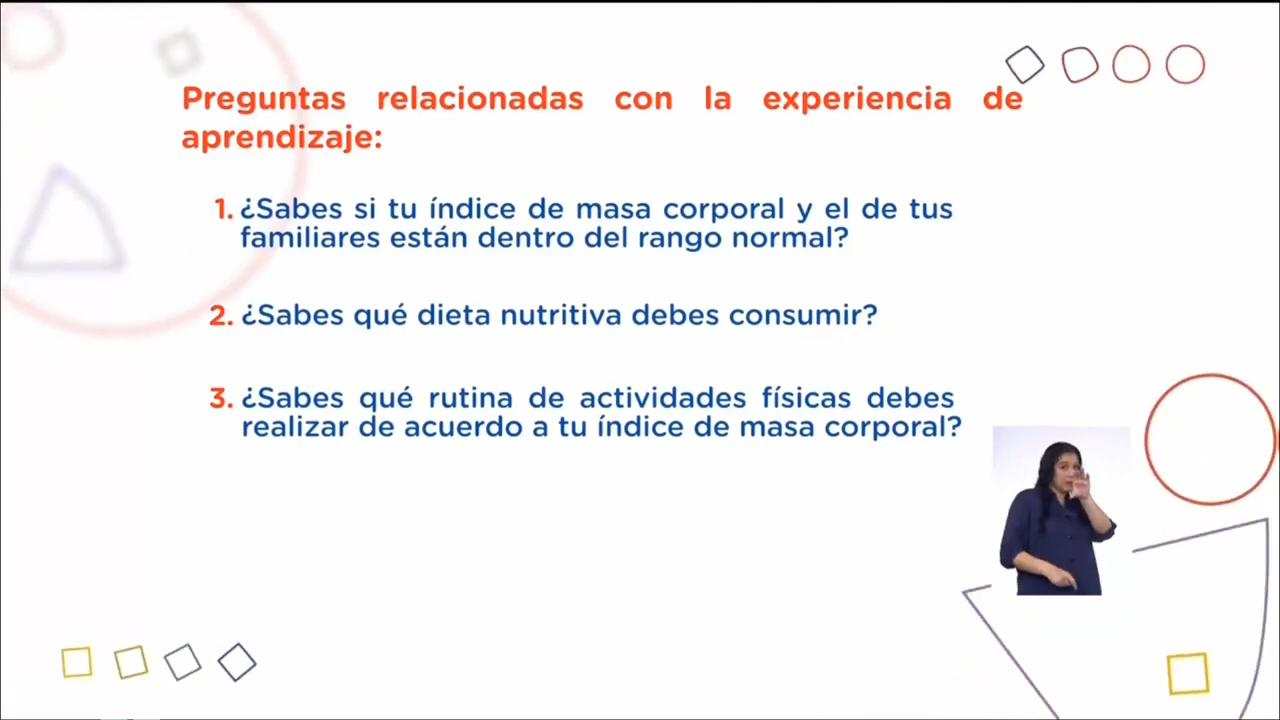 Preguntas relacionadas con la experiencia de
aprendizaje:
1. ¿Sabes si tu índice de masa corporal y el de tus
familiares están dentro del rango normal?
2. ¿Sabes qué dieta nutritiva debes consumir?
3. ¿Sabes qué rutina de actividades físicas debes
realizar de acuerdo a tu índice de masa corporal?